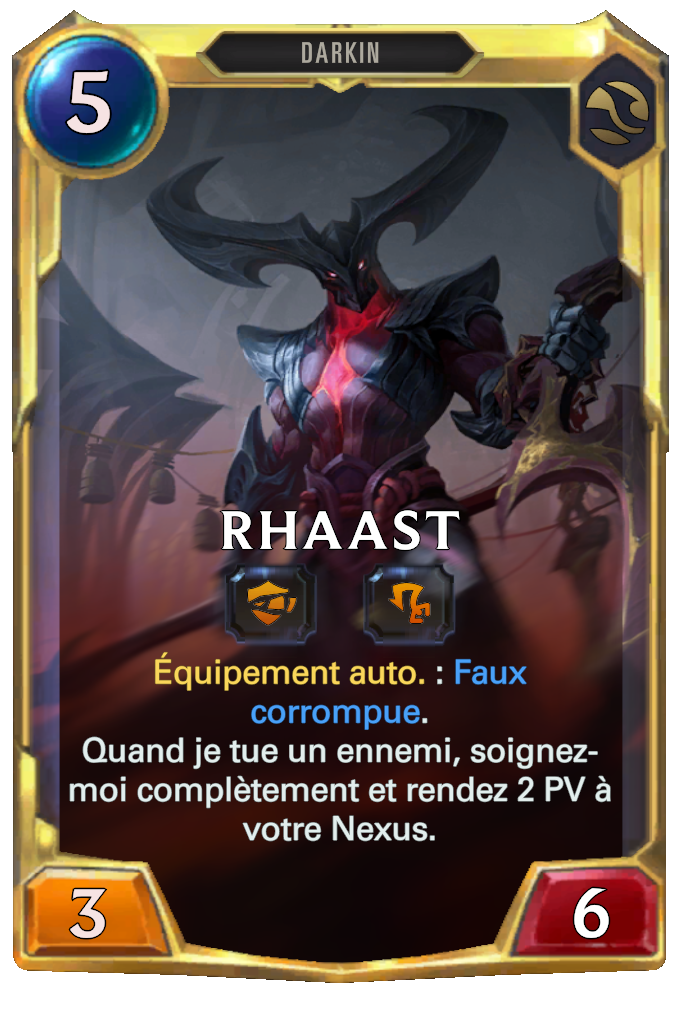 DARKIN
5
RHAAST
Équipement auto. : Faux
corrompue.
Quand je tue un ennemi, soignez-
moi complètement et rendez 2 PV à
votre Nexus.
3
6